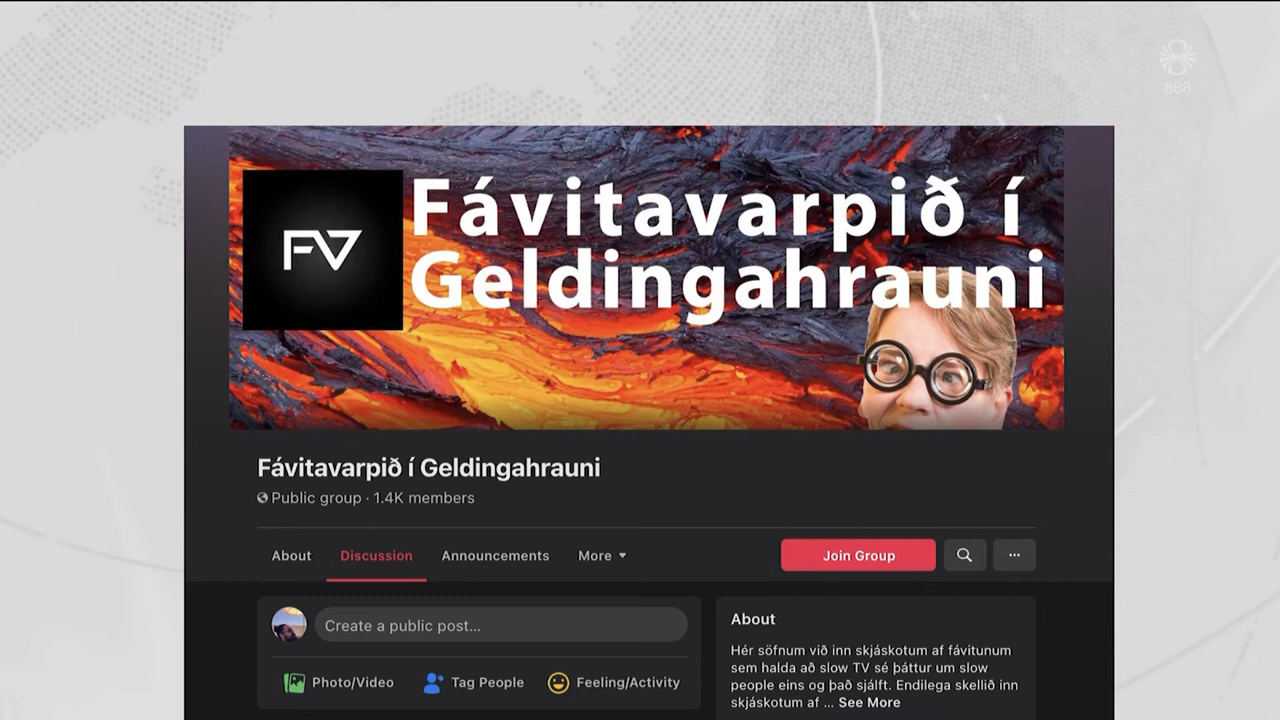 888
FV
Fávitavarpið í
Geldingahrauni
Fávitavarpið í Geldingahrauni
Public group · 1.4K members
About Discussion Announcements More
Join Group
Create a public post...
Photo/Video Tag People Feeling/Activity
About
Hér söfnum við inn skjáskotum af fávitunum
sem halda að slow TV sé þáttur um slow
people eins og það sjálft. Endilega skellið inn
skjáskotum af ... See More